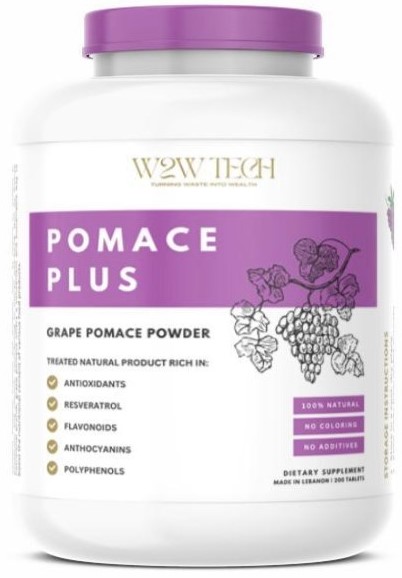 W2W TECH
TURNING WASTE INTO WEALTH
POMACE
PLUS
GRAPE POMACE POWDER
TREATED NATURAL PRODUCT RICH IN:
ANTIOXIDANTS
RESVERATROL
FLAVONOIDS
ANTHOCYANINS
POLYPHENOLS
100% NATURAL
NO COLORING
NO ADDITIVES
DIETARY SUPPLEMENT
MADE IN LEBANON | 200 TABLETS
STORAGE INSTRUCTIONS